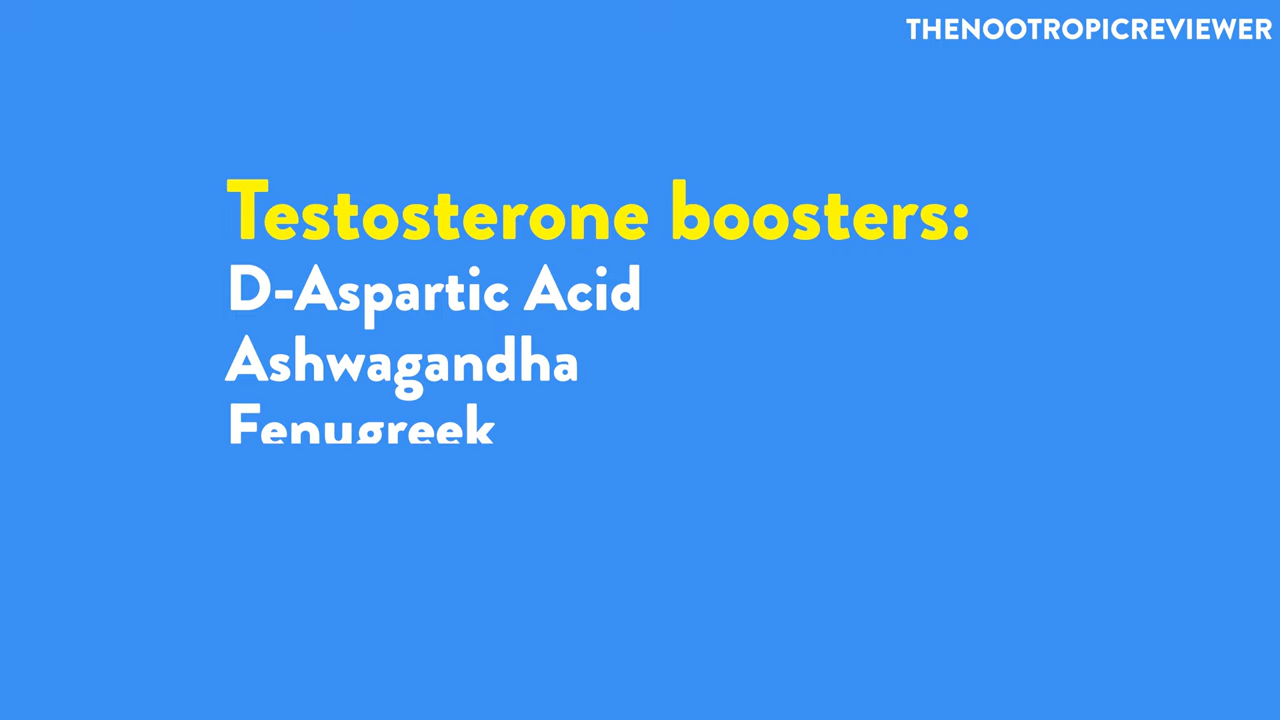 THENOOTROPICREVIEWER
Testosterone boosters:
D-Aspartic Acid
Ashwagandha
Fenugreek